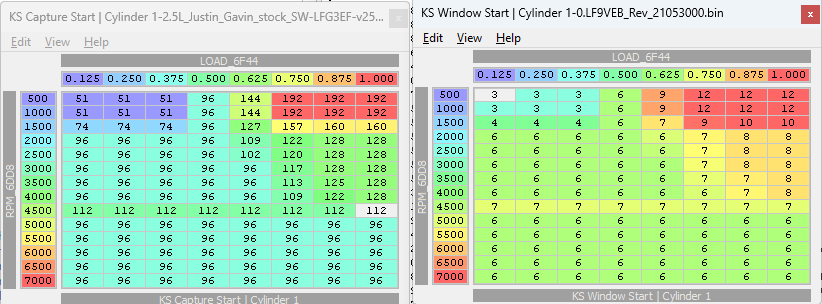 KS Capture Start | Cylinder 1-2.5L_Justin_Gavin_stock_SW-LFG3EF-v25... x
Edit View Help
LOAD_6F44
0.125 0.250 0.375 0.500 0.625 0.750 0.875 1.000
RPM_6DD8
500 51 51 51 96 144 192 192 192
1000 51 51 51 96 144 192 192 192
1500 74 74 74 96 127 157 160 160
2000 96 96 96 96 109 122 128 128
2500 96 96 96 96 102 120 128 128
3000 96 96 96 96 96 117 128 128
3500 96 96 96 96 96 113 125 128
4000 96 96 96 96 96 109 122 128
4500 112 112 112 112 112 112 112 112
5000 96 96 96 96 96 96 96 96
5500 96 96 96 96 96 96 96 96
6000 96 96 96 96 96 96 96 96
6500 96 96 96 96 96 96 96 96
7000 96 96 96 96 96 96 96 96
KS Capture Start | Cylinder 1
KS Window Start | Cylinder 1-0.LF9VEB_Rev_21053000.bin x
Edit View Help
LOAD_6F44
0.125 0.250 0.375 0.500 0.625 0.750 0.875 1.000
RPM_6DD8
500 3 3 3 6 9 12 12 12
1000 3 3 3 6 9 12 12 12
1500 4 4 4 6 7 9 10 10
2000 6 6 6 6 6 7 8 8
2500 6 6 6 6 6 7 8 8
3000 6 6 6 6 6 7 7 8
3500 6 6 6 6 6 7 7 8
4000 6 6 6 6 6 6 7 8
4500 7 7 7 7 7 7 7 7
5000 6 6 6 6 6 6 6 6
5500 6 6 6 6 6 6 6 6
6000 6 6 6 6 6 6 6 6
6500 6 6 6 6 6 6 6 6
7000 6 6 6 6 6 6 6 6
KS Window Start | Cylinder 1